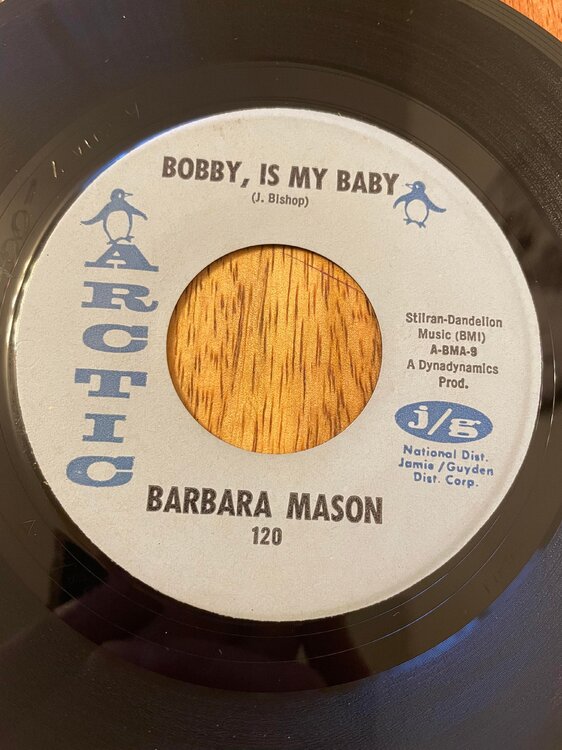 BOBBY, IS MY BABY
(J. Bishop)
ARCTIC
Stilran-Dandelion
Music (BMI)
A-BMA-9
A Dynadynamics
Prod.
j/g
National Dist.
Jamie/Guyden
Dist. Corp.
BARBARA MASON
120